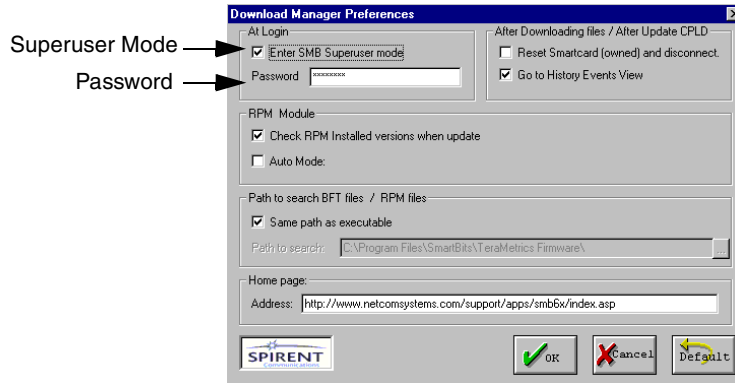 Download Manager Preferences
At Login
Superuser Mode
Enter SMB Superuser mode
Password
Password xxxxxxxx
After Downloading files / After Update CPLD
Reset Smartcard (owned) and disconnect.
Go to History Events View
RPM Module
Check RPM Installed versions when update
Auto Mode:
Path to search BFT files / RPM files
Same path as executable
Path to search: C:\Program Files\SmartBits\TeraMetrics Firmware\ ...
Home page:
Address: http://www.netcomsystems.com/support/apps/smb6x/index.asp
SPIRENT
Communications
OK
Cancel
Default